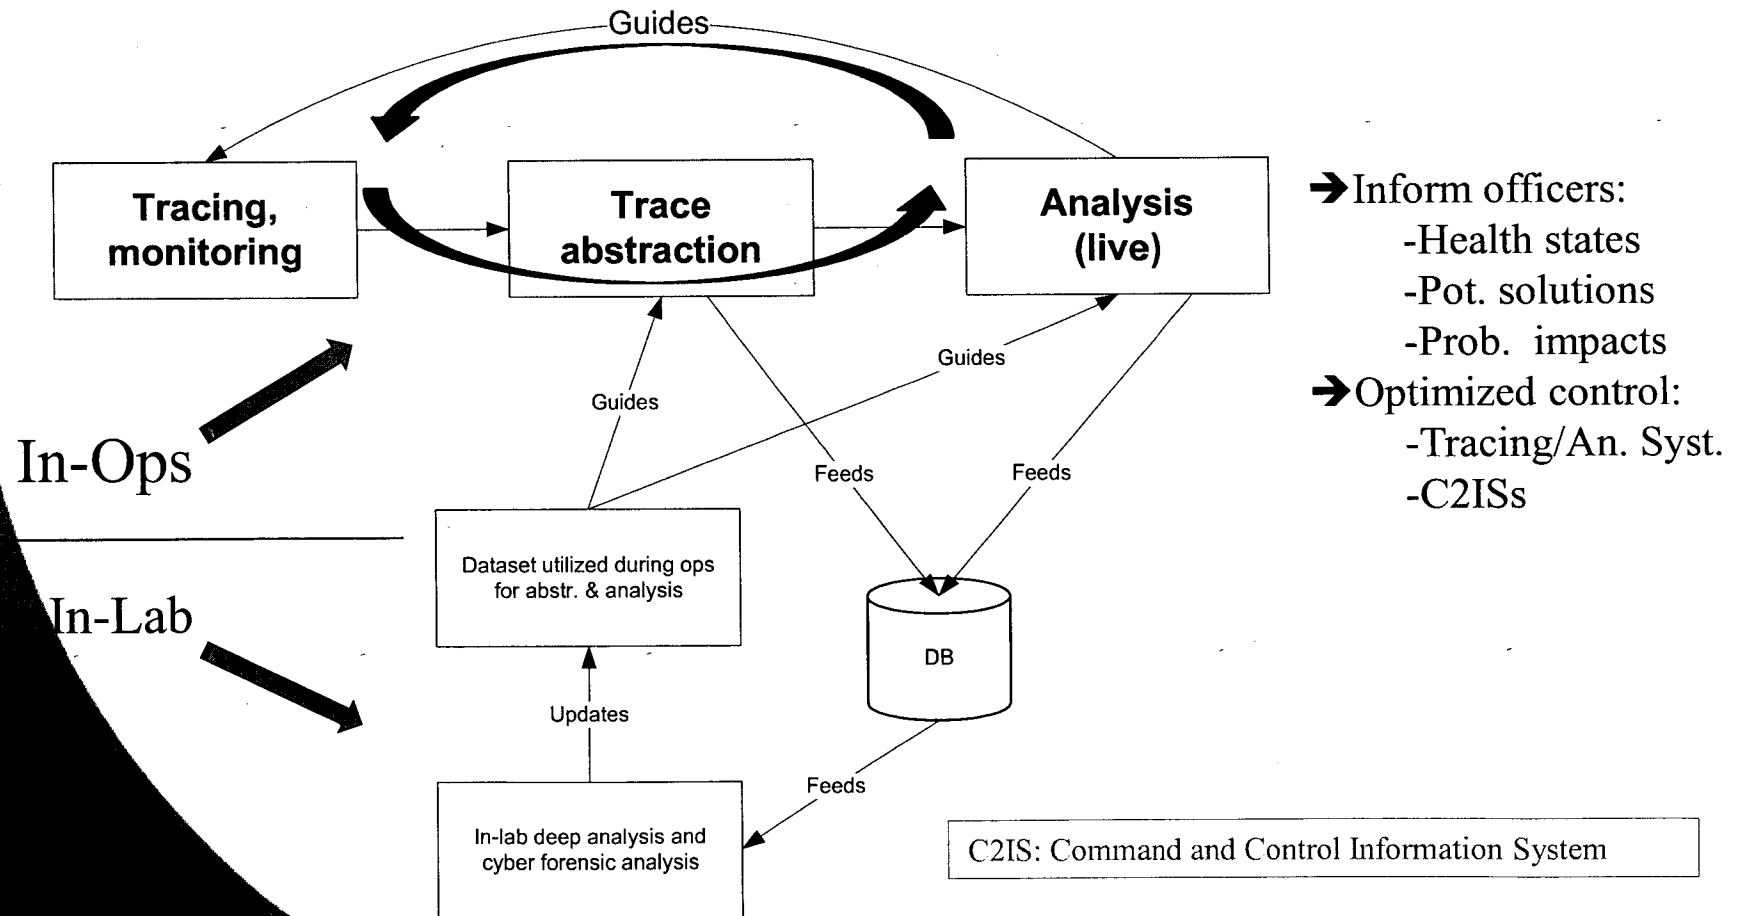 Guides
Tracing,
monitoring
Trace
abstraction
Analysis
(live)
➔Inform officers:
-Health states
-Pot. solutions
-Prob. impacts
➔Optimized control:
-Tracing/An. Syst.
-C2ISs
Guides
Guides
In-Ops
Feeds
Feeds
Dataset utilized during ops
for abstr. & analysis
In-Lab
DB
Updates
Feeds
In-lab deep analysis and
cyber forensic analysis
C2IS: Command and Control Information System